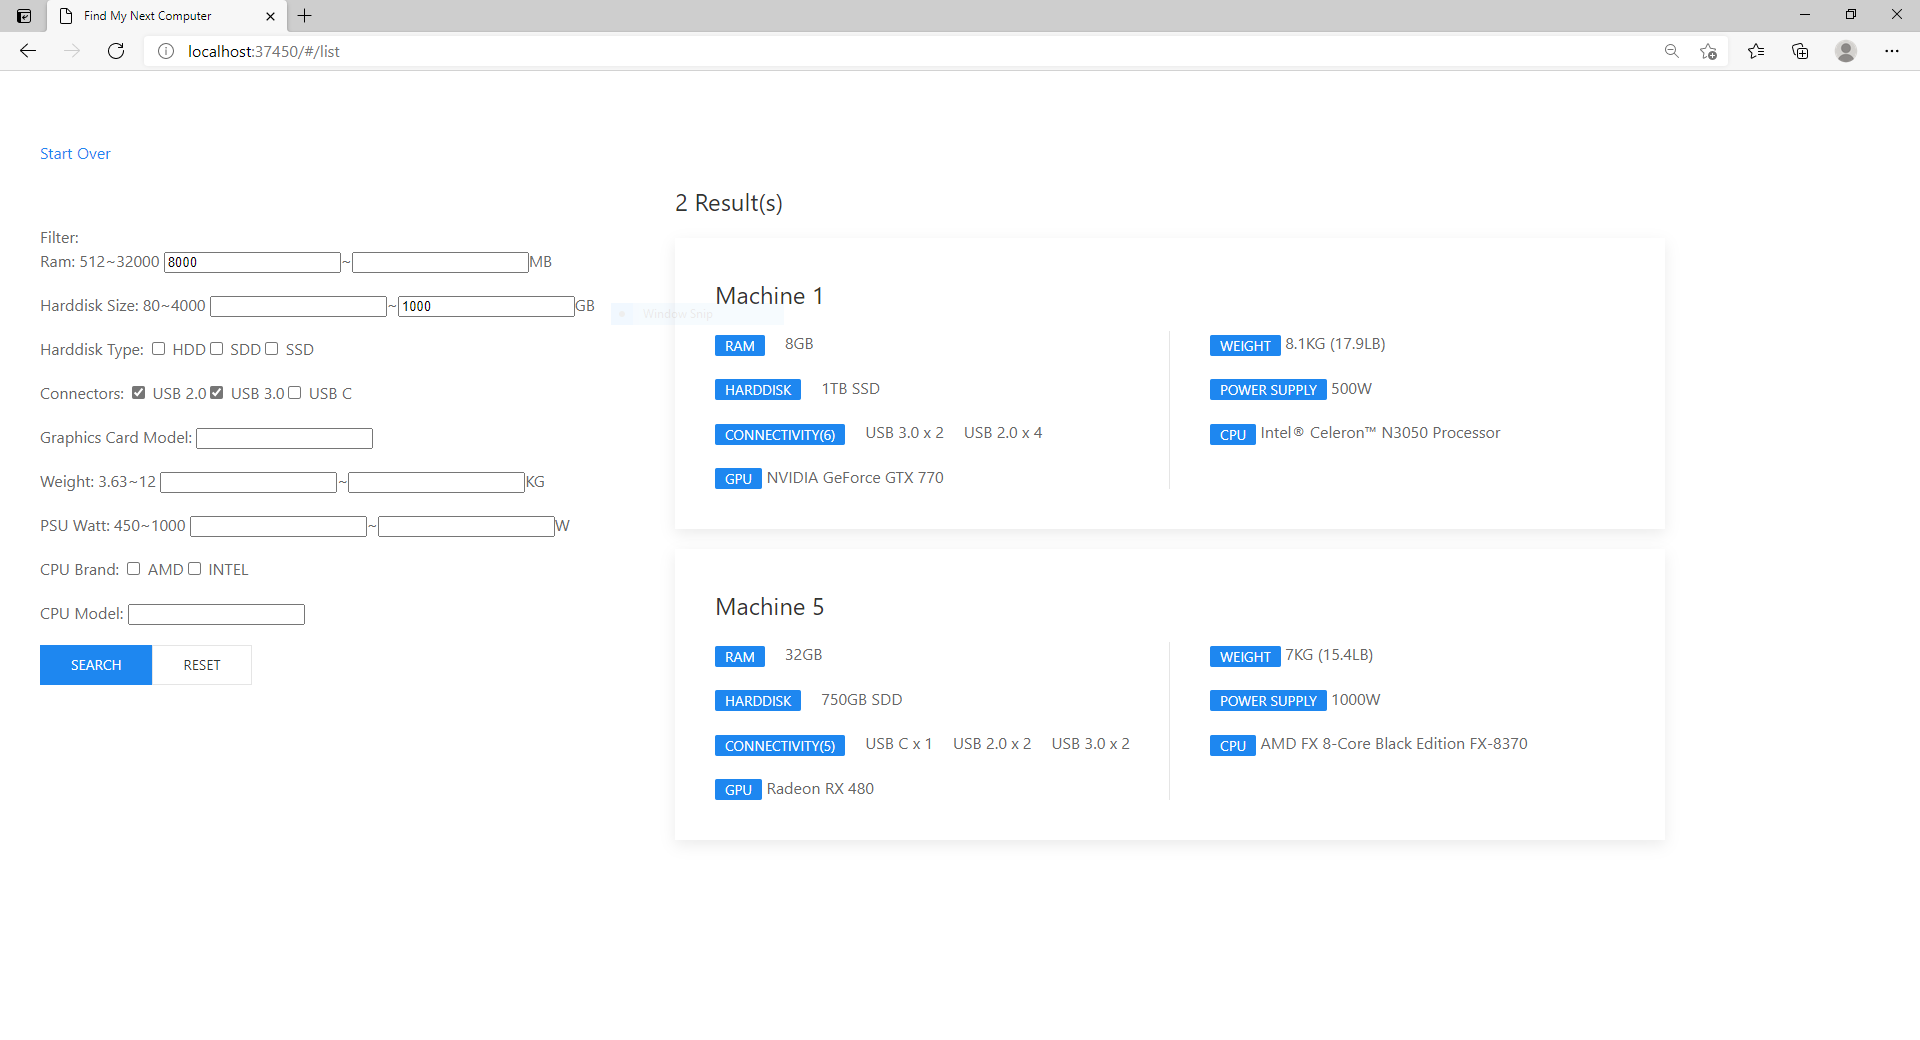 Find My Next Computer
localhost:37450/#/list
Start Over
Filter:
Ram: 512~32000 8000 ~ MB
Harddisk Size: 80~4000 ~ 1000 GB
Harddisk Type: HDD SDD SSD
Connectors: USB 2.0 USB 3.0 USB C
Graphics Card Model:
Weight: 3.63~12 ~ KG
PSU Watt: 450~1000 ~ W
CPU Brand: AMD INTEL
CPU Model:
SEARCH RESET
Window Snip
2 Result(s)
Machine 1
RAM 8GB
HARDDISK 1TB SSD
CONNECTIVITY(6) USB 3.0 x 2 USB 2.0 x 4
GPU NVIDIA GeForce GTX 770
WEIGHT 8.1KG (17.9LB)
POWER SUPPLY 500W
CPU Intel® Celeron™ N3050 Processor
Machine 5
RAM 32GB
HARDDISK 750GB SDD
CONNECTIVITY(5) USB C x 1 USB 2.0 x 2 USB 3.0 x 2
GPU Radeon RX 480
WEIGHT 7KG (15.4LB)
POWER SUPPLY 1000W
CPU AMD FX 8-Core Black Edition FX-8370